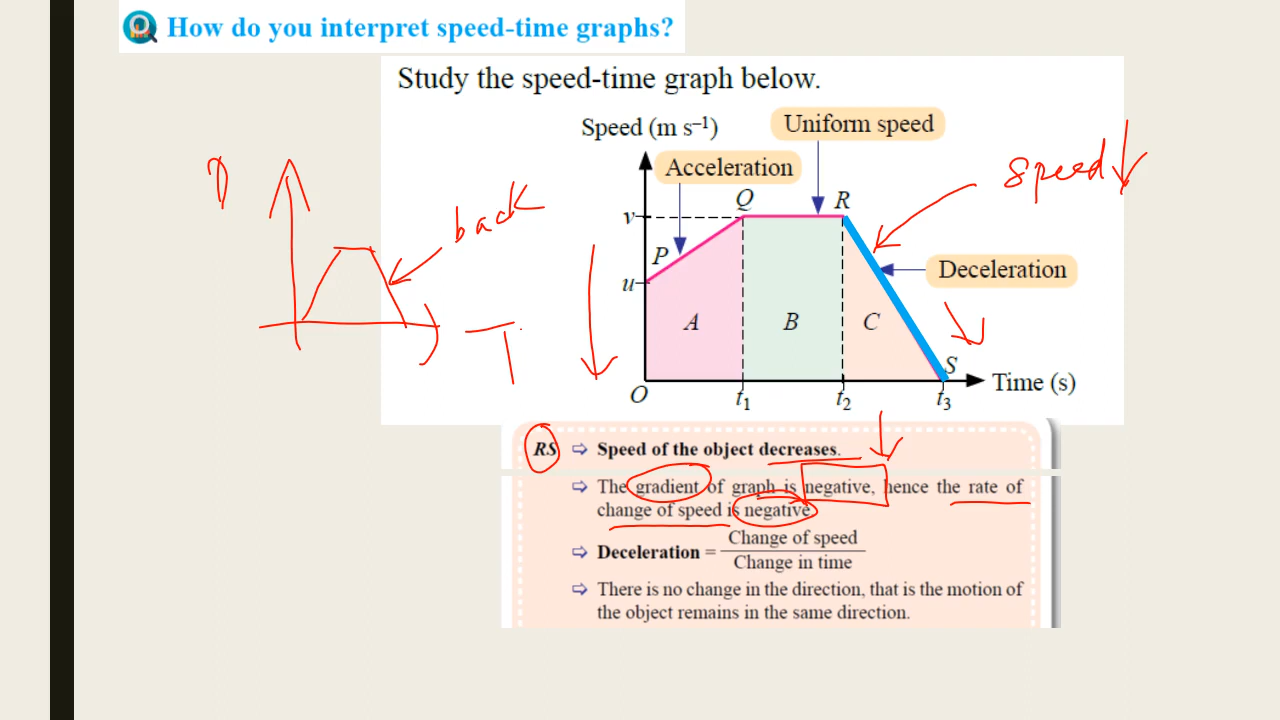 How do you interpret speed-time graphs?
Study the speed-time graph below.
Speed (m s⁻¹)
Uniform speed
Acceleration
speed↓
D
back
Q
R
v
P
u
Deceleration
A
B
C
S
T
Time (s)
O
t₁
t₂
t₃
RS ⇨ Speed of the object decreases.
⇨ The gradient of graph is negative, hence the rate of
change of speed is negative
⇨ Deceleration = Change of speed
Change in time
⇨ There is no change in the direction, that is the motion of
the object remains in the same direction.